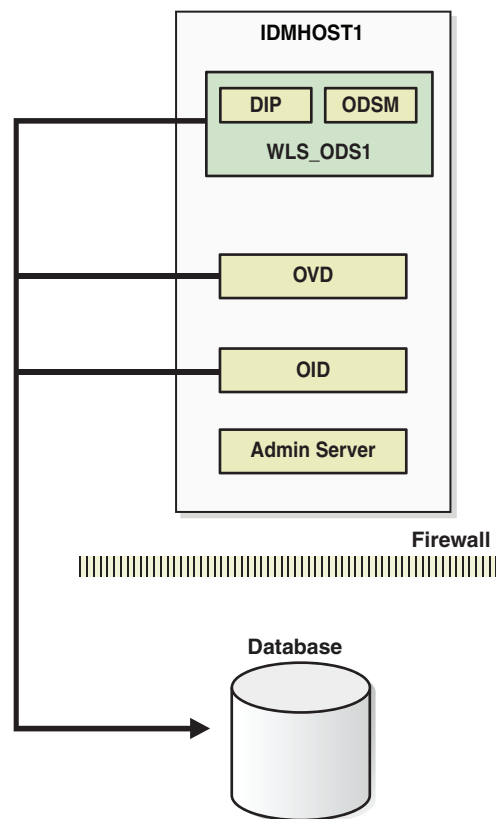 IDMHOST1
DIP
ODSM
WLS_ODS1
OVD
OID
Admin Server
Firewall
Database